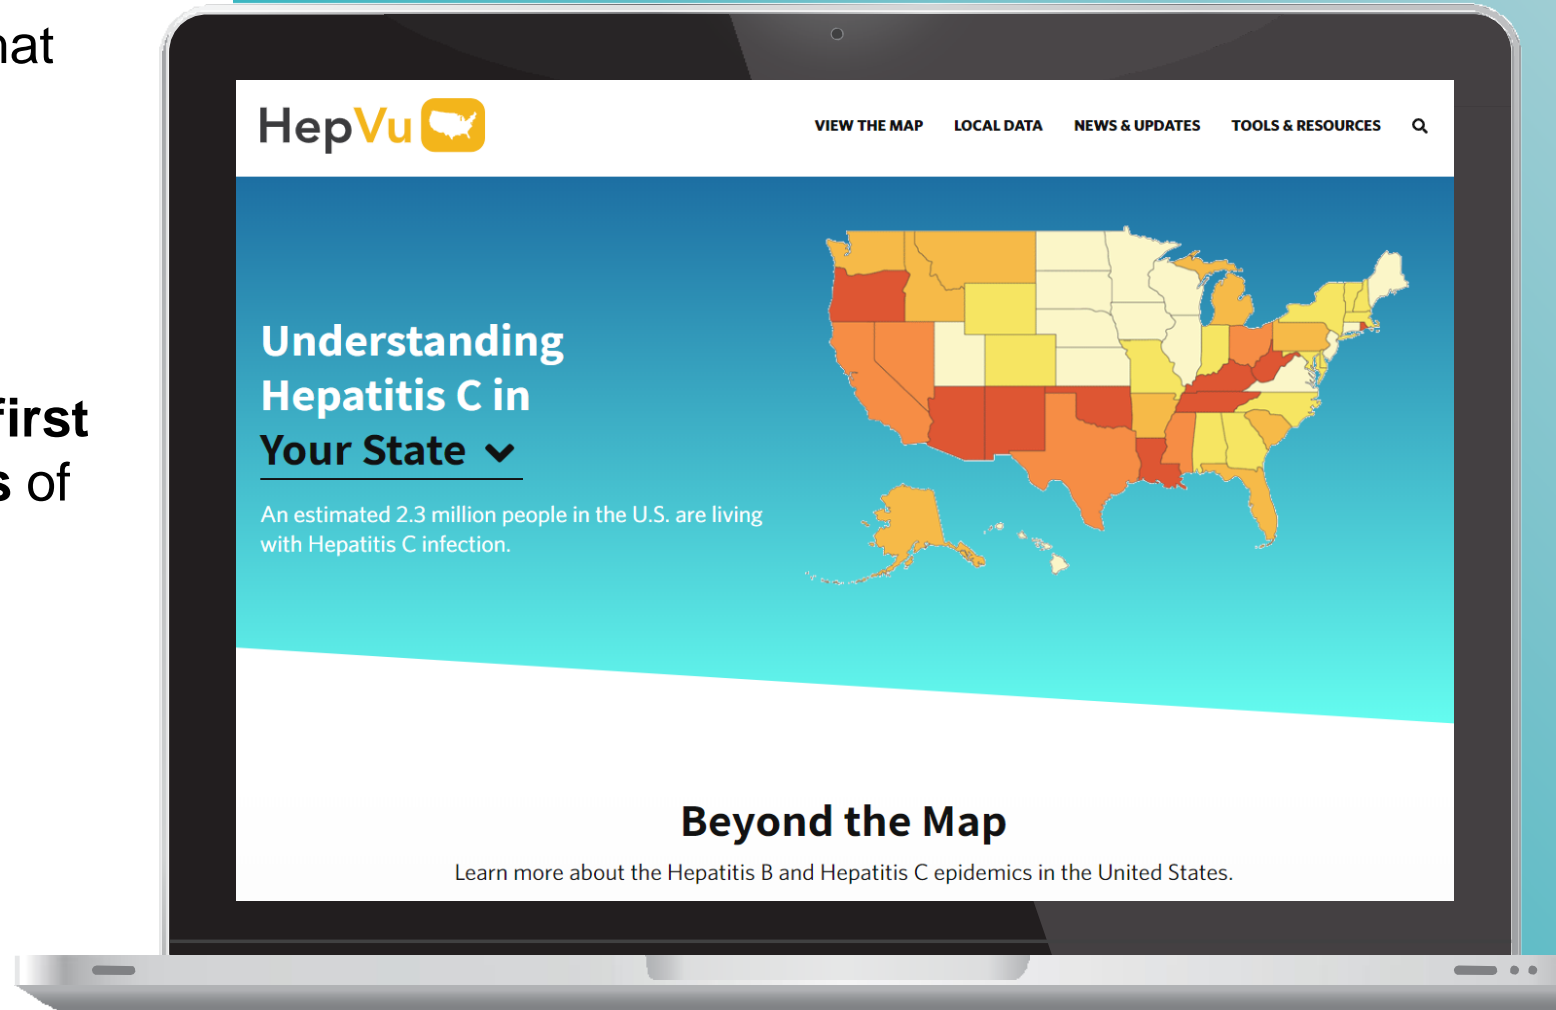 HepVu
VIEW THE MAP LOCAL DATA NEWS & UPDATES TOOLS & RESOURCES
first
of
Understanding
Hepatitis C in
Your State
An estimated 2.3 million people in the U.S. are living
with Hepatitis C infection.
Beyond the Map
Learn more about the Hepatitis B and Hepatitis C epidemics in the United States.